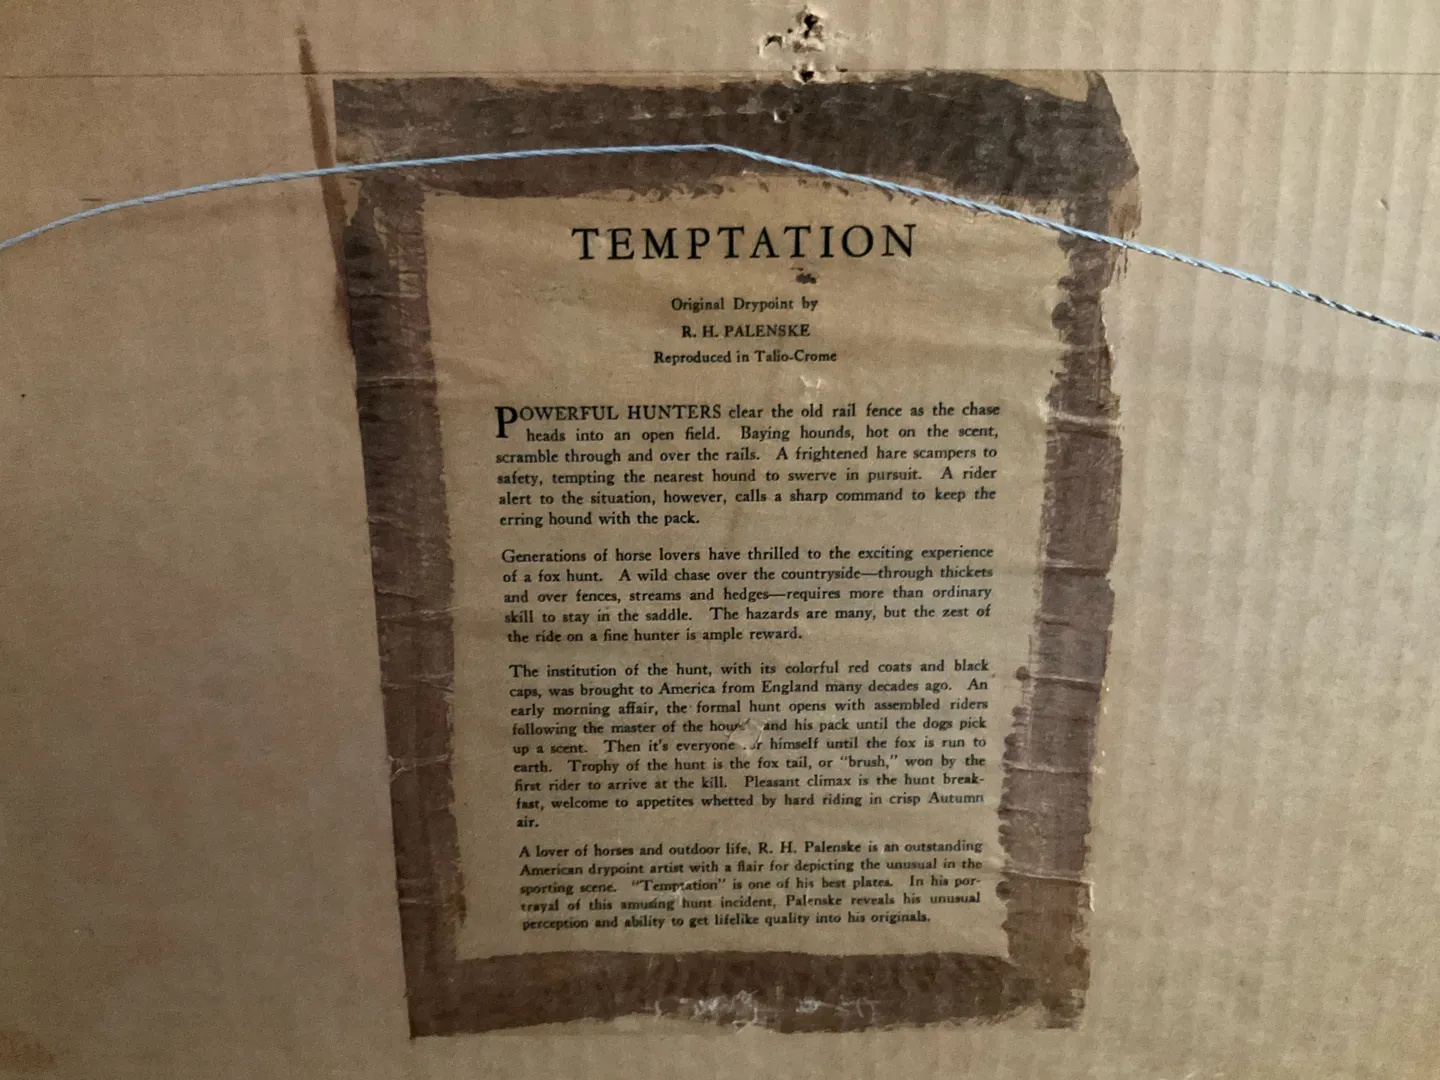 TEMPTATION
Original Drypoint by
R. H. PALENSKE
Reproduced in Talio-Crome
POWERFUL HUNTERS clear the old rail fence as the chase
heads into an open field. Baying hounds, hot on the scent,
scramble through and over the rails. A frightened hare scampers to
safety, tempting the nearest hound to swerve in pursuit. A rider
alert to the situation, however, calls a sharp command to keep the
erring hound with the pack.
Generations of horse lovers have thrilled to the exciting experience
of a fox hunt. A wild chase over the countryside—through thickets
and over fences, streams and hedges—requires more than ordinary
skill to stay in the saddle. The hazards are many, but the zest of
the ride on a fine hunter is ample reward.
The institution of the hunt, with its colorful red coats and black
caps, was brought to America from England many decades ago. An
early morning affair, the formal hunt opens with assembled riders
following the master of the and his pack until the dogs pick
up a scent. Then it's everyone himself until the fox is run to
earth. Trophy of the hunt is the fox tail, or "brush," won by the
first rider to arrive at the kill. Pleasant climax is the hunt break-
fast, welcome to appetites whetted by hard riding in crisp Autumn
air.
A lover of horses and outdoor life, R. H. Palenske is an outstanding
American drypoint artist with a flair for depicting the unusual in the
sporting scene. "Temptation" is one of his best plates. In his por-
trayal of this amusing hunt incident, Palenske reveals his unusual
perception and ability to get lifelike quality into his originals.